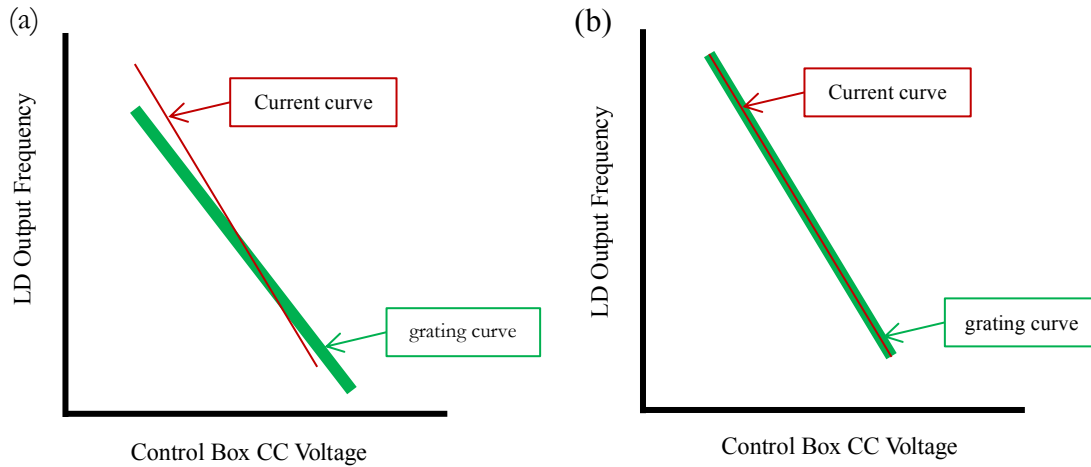 (a)
LD Output Frequency
Current curve
grating curve
Control Box CC Voltage
(b)
LD Output Frequency
Current curve
grating curve
Control Box CC Voltage